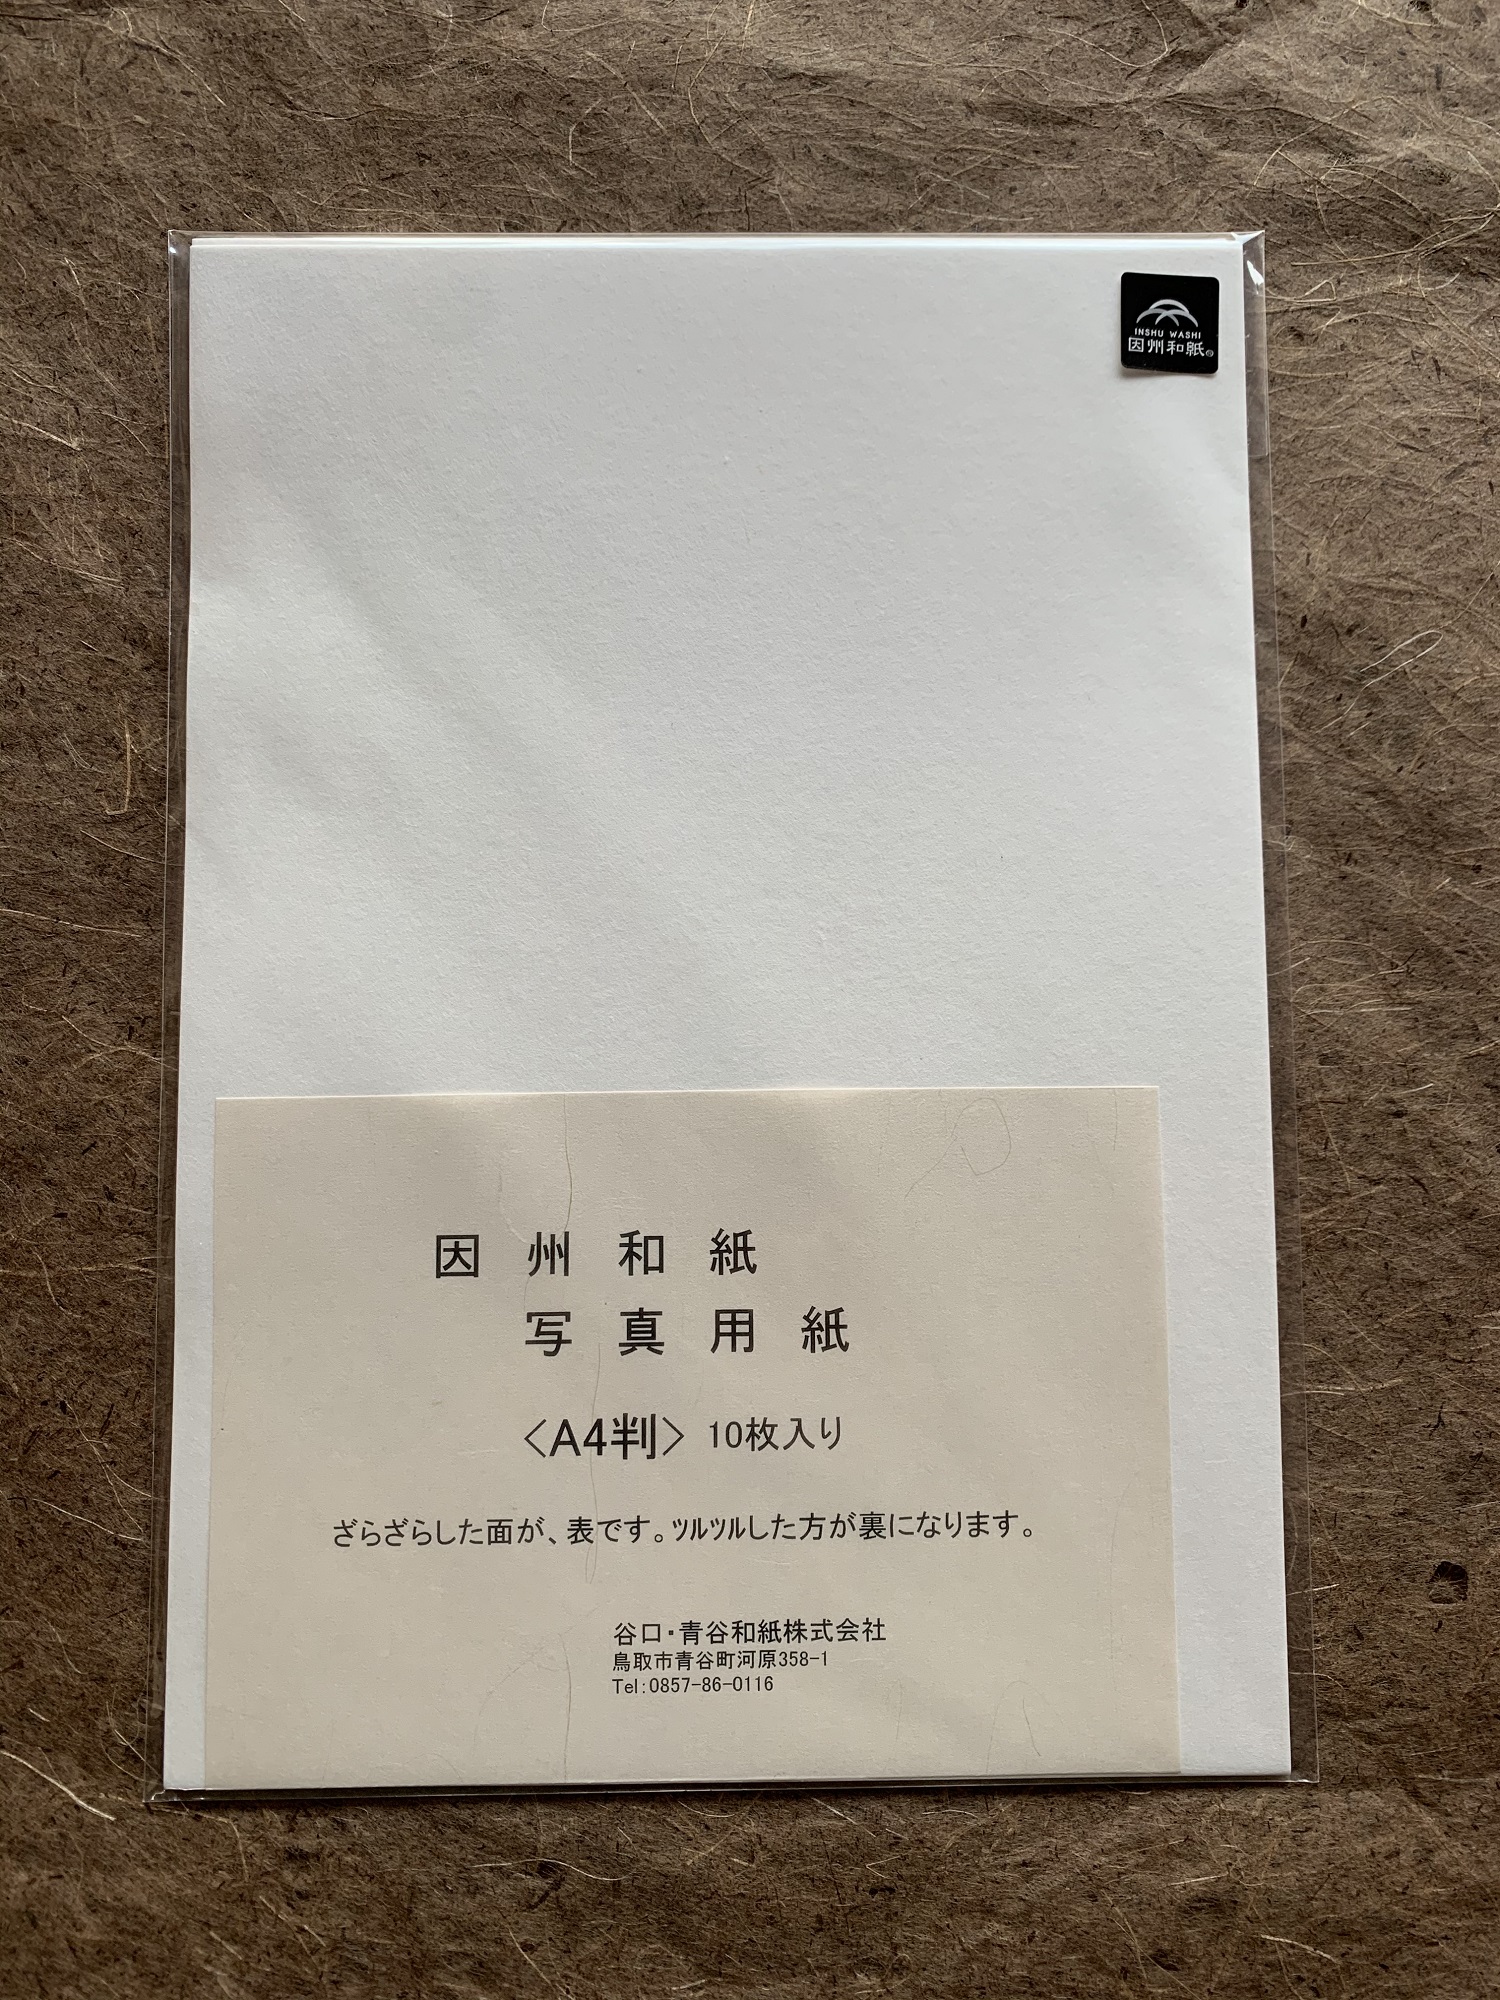 INSHU WASHI
因州和紙
因州和紙
写真用紙
<A4判> 10枚入り
ざらざらした面が、表です。ﾂﾙﾂﾙした方が裏になります。
谷口・青谷和紙株式会社
鳥取市青谷町河原358-1
Tel:0857-86-0116